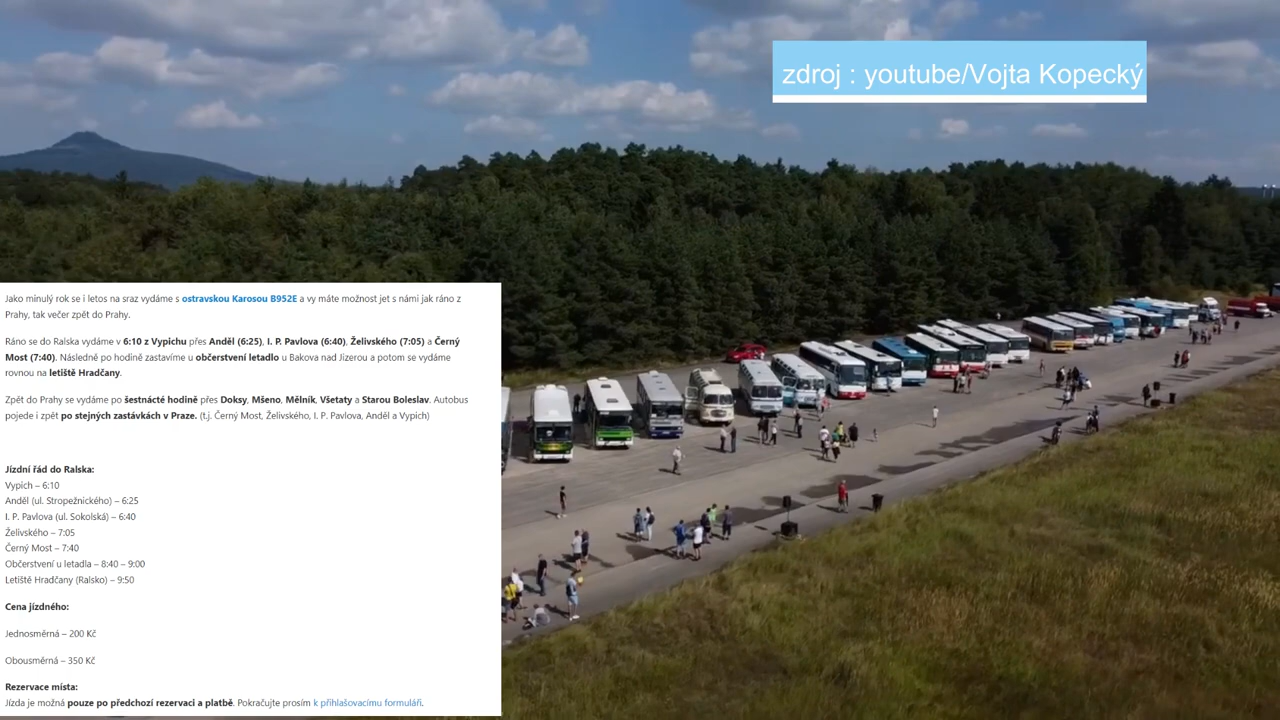 zdroj : youtube/Vojta Kopecký
Jako minulý rok se i letos na sraz vydáme s ostravskou Karosou B952E a vy máte možnost jet s námi jak ráno z
Prahy, tak večer zpět do Prahy.
Ráno se do Ralska vydáme v 6:10 z Vypichu přes Anděl (6:25), I. P. Pavlova (6:40), Želivského (7:05) a Černý
Most (7:40). Následně po hodině zastavíme u občerstvení letadlo u Bakova nad Jizerou a potom se vydáme
rovnou na letiště Hradčany.
Zpět do Prahy se vydáme po šestnácté hodině přes Doksy, Mšeno, Mělník, Všetaty a Starou Boleslav. Autobus
pojede i zpět po stejných zastávkách v Praze. (t.j. Černý Most, Želivského, I. P. Pavlova, Anděl a Vypich)
Jízdní řád do Ralska:
Vypich – 6:10
Anděl (ul. Stropežnického) – 6:25
I. P. Pavlova (ul. Sokolská) – 6:40
Želivského – 7:05
Černý Most – 7:40
Občerstvení u letadla – 8:40 – 9:00
Letiště Hradčany (Ralsko) – 9:50
Cena jízdného:
Jednosměrná – 200 Kč
Obousměrná – 350 Kč
Rezervace místa:
Jízda je možná pouze po předchozí rezervaci a platbě. Pokračujte prosím k přihlašovacímu formuláři.